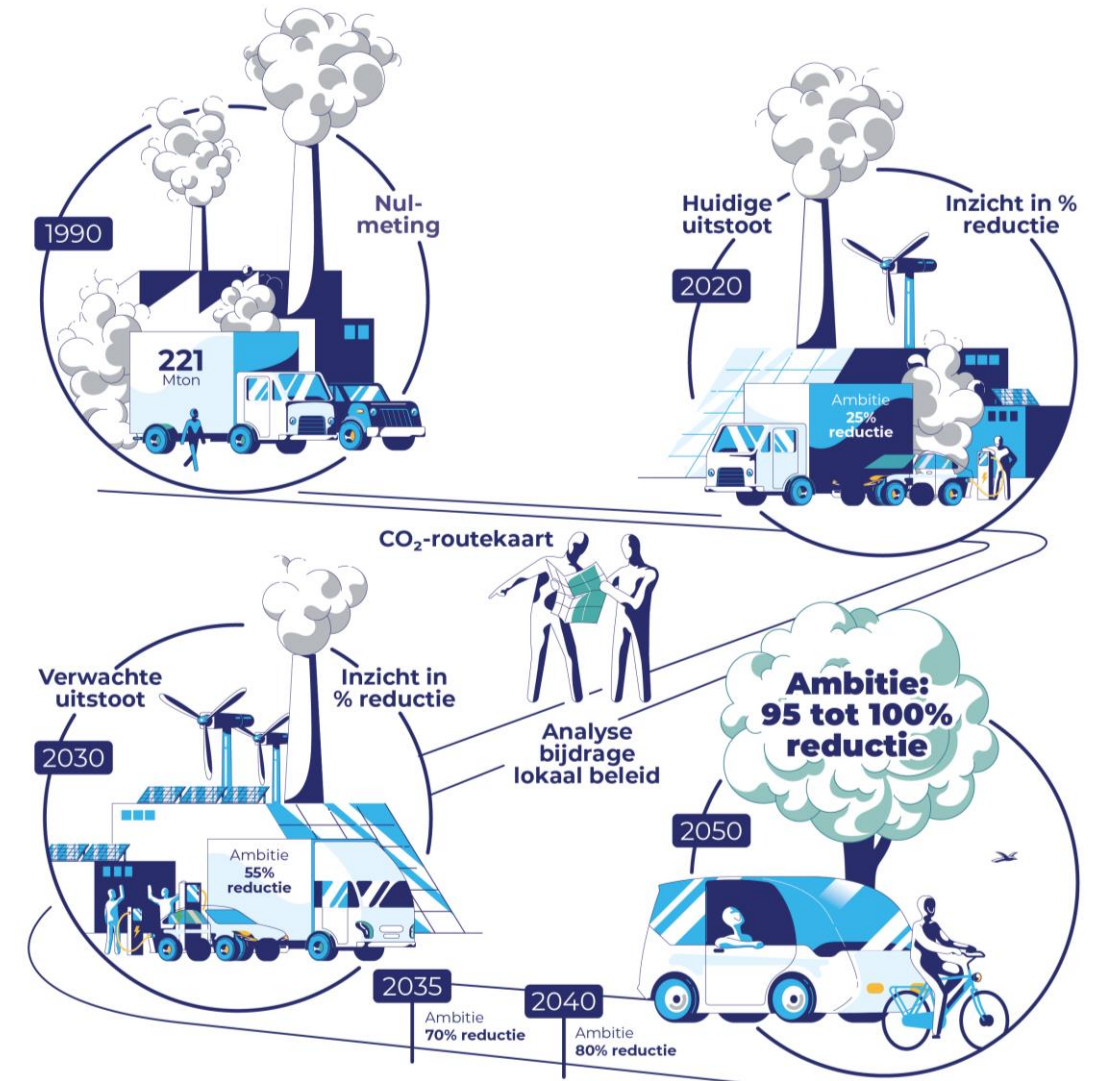 1990
Nul-
meting
221
Mton
Huidige
uitstoot
Inzicht in %
reductie
2020
Ambitie
25%
reductie
CO₂-routekaart
Analyse
bijdrage
lokaal beleid
Verwachte
uitstoot
Inzicht in
% reductie
2030
Ambitie
55%
reductie
2035
Ambitie
70% reductie
2040
Ambitie
80% reductie
Ambitie:
95 tot 100%
reductie
2050